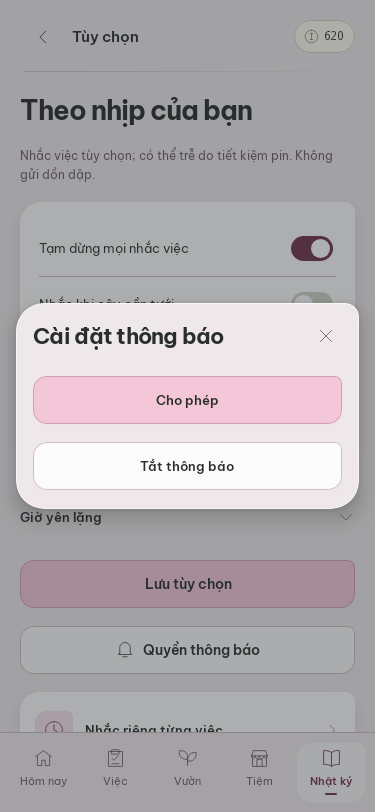 Tùy chọn
620
Theo nhịp của bạn
Nhắc việc tùy chọn; có thể trễ do tiết kiệm pin. Không
gửi dồn dập.
Tạm dừng mọi nhắc việc
Cài đặt thông báo
Cho phép
Tắt thông báo
Giờ yên lặng
Lưu tùy chọn
Quyền thông báo
Nhắc riêng từng việc
Hôm nay
Việc
Vườn
Tiệm
Nhật ký